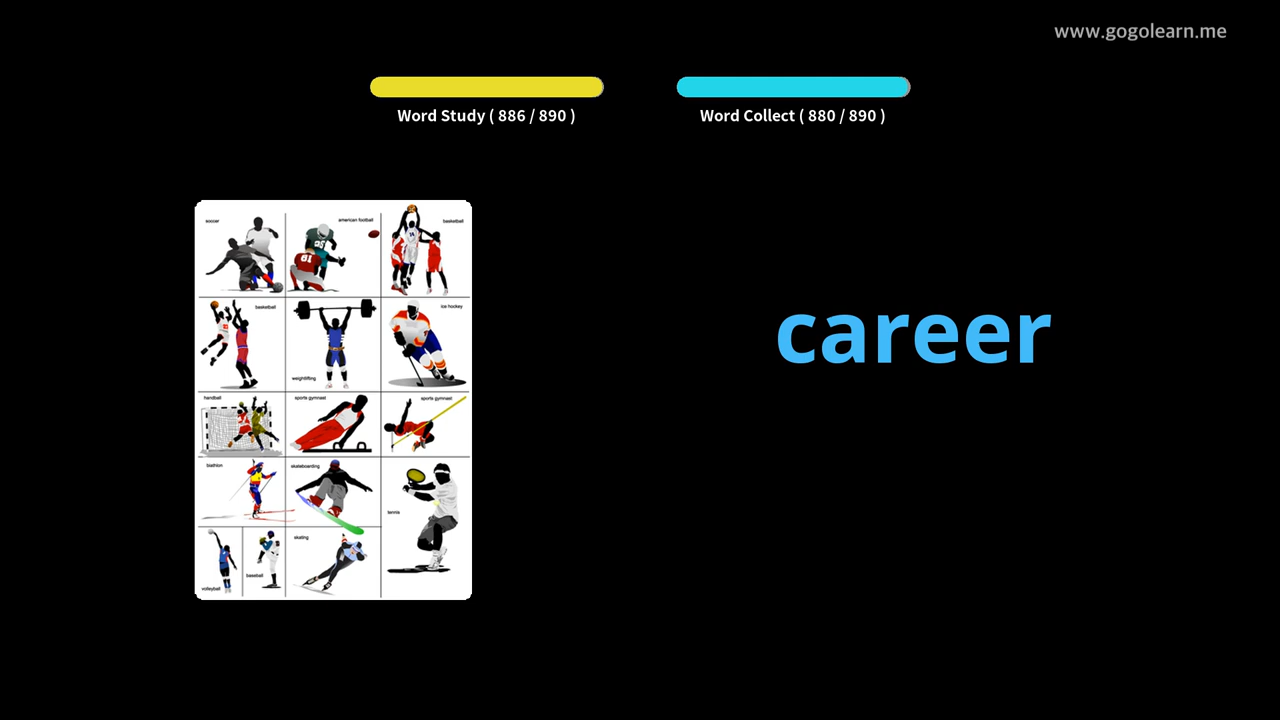 www.gogolearn.me
Word Study ( 886 / 890 )
Word Collect ( 880 / 890 )
soccer
american football
basketball
basketball
weightlifting
ice hockey
handball
sports gymnast
sports gymnast
biathlon
skateboarding
tennis
volleyball
baseball
skating
career